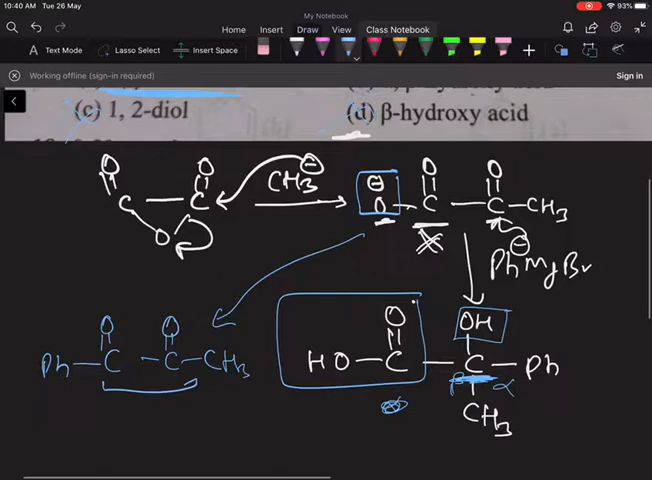 10:40 AM Tue 26 May
My Notebook
93%
Home Insert Draw View Class Notebook
Text Mode Lasso Select Insert Space
Working offline (sign-in required) Sign in
(c) 1, 2-diol (d) β-hydroxy acid
O O CH3 ⊖ ⊖ O O
C — C O — C — C — CH3
O ⊖
PhMgBr
O O O OH
Ph — C — C — CH3 HO — C — C — Ph
β α
CH3